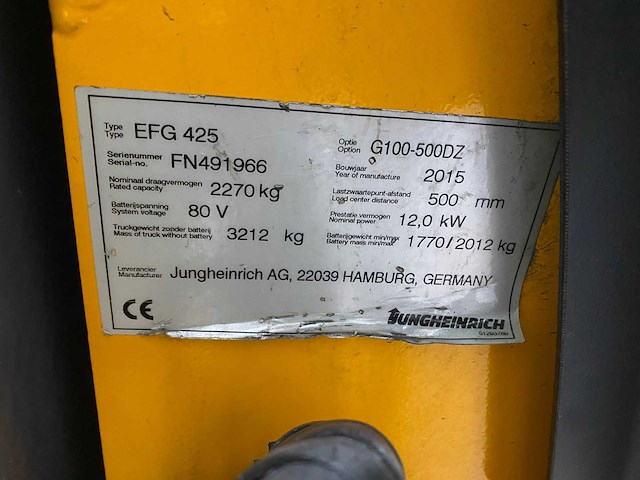 Type
Type EFG 425
Optie
Option G100-500DZ
Serienummer
Serial-no. FN491966
Bouwjaar
Year of manufacture 2015
Nominaal draagvermogen
Rated capacity 2270 kg
Lastzwaartepunt-afstand
Load center distance 500 mm
Batterijspanning
System voltage 80 V
Prestatie vermogen
Nominal power 12,0 kW
Truckgewicht zonder batterij
Mass of truck without battery 3212 kg
Batterijgewicht min/max
Battery mass min/max 1770/2012 kg
Leverancier
Manufacturer Jungheinrich AG, 22039 HAMBURG, GERMANY
CE
JUNGHEINRICH